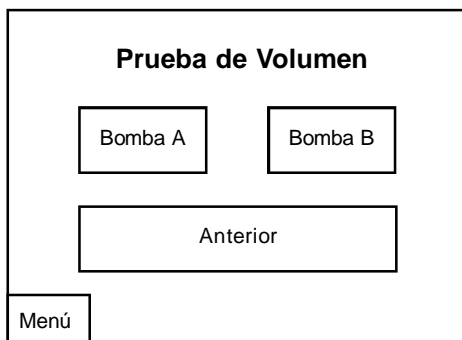 Prueba de Volumen
Bomba A Bomba B
Anterior
Menú